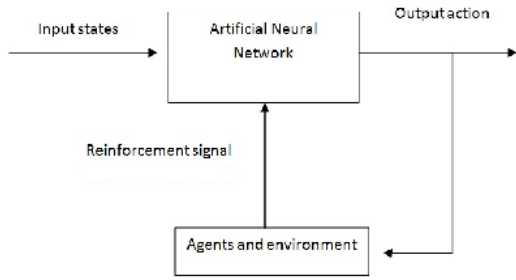 Input states
Artificial Neural
Network
Output action
Reinforcement signal
Agents and environment